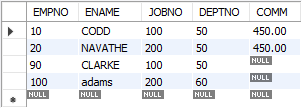 EMPNO ENAME JOBNO DEPTNO COMM
10 CODD 100 50 450.00
20 NAVATHE 200 50 450.00
90 CLARKE 100 50 NULL
100 adams 200 60 NULL
NULL NULL NULL NULL NULL